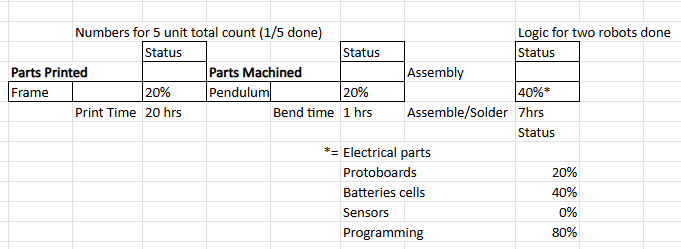 Numbers for 5 unit total count (1/5 done) Logic for two robots done
Status Status Status
Parts Printed Parts Machined Assembly
Frame 20% Pendulum 20% 40%*
Print Time 20 hrs Bend time 1 hrs Assemble/Solder 7hrs
Status
*= Electrical parts
Protoboards 20%
Batteries cells 40%
Sensors 0%
Programming 80%